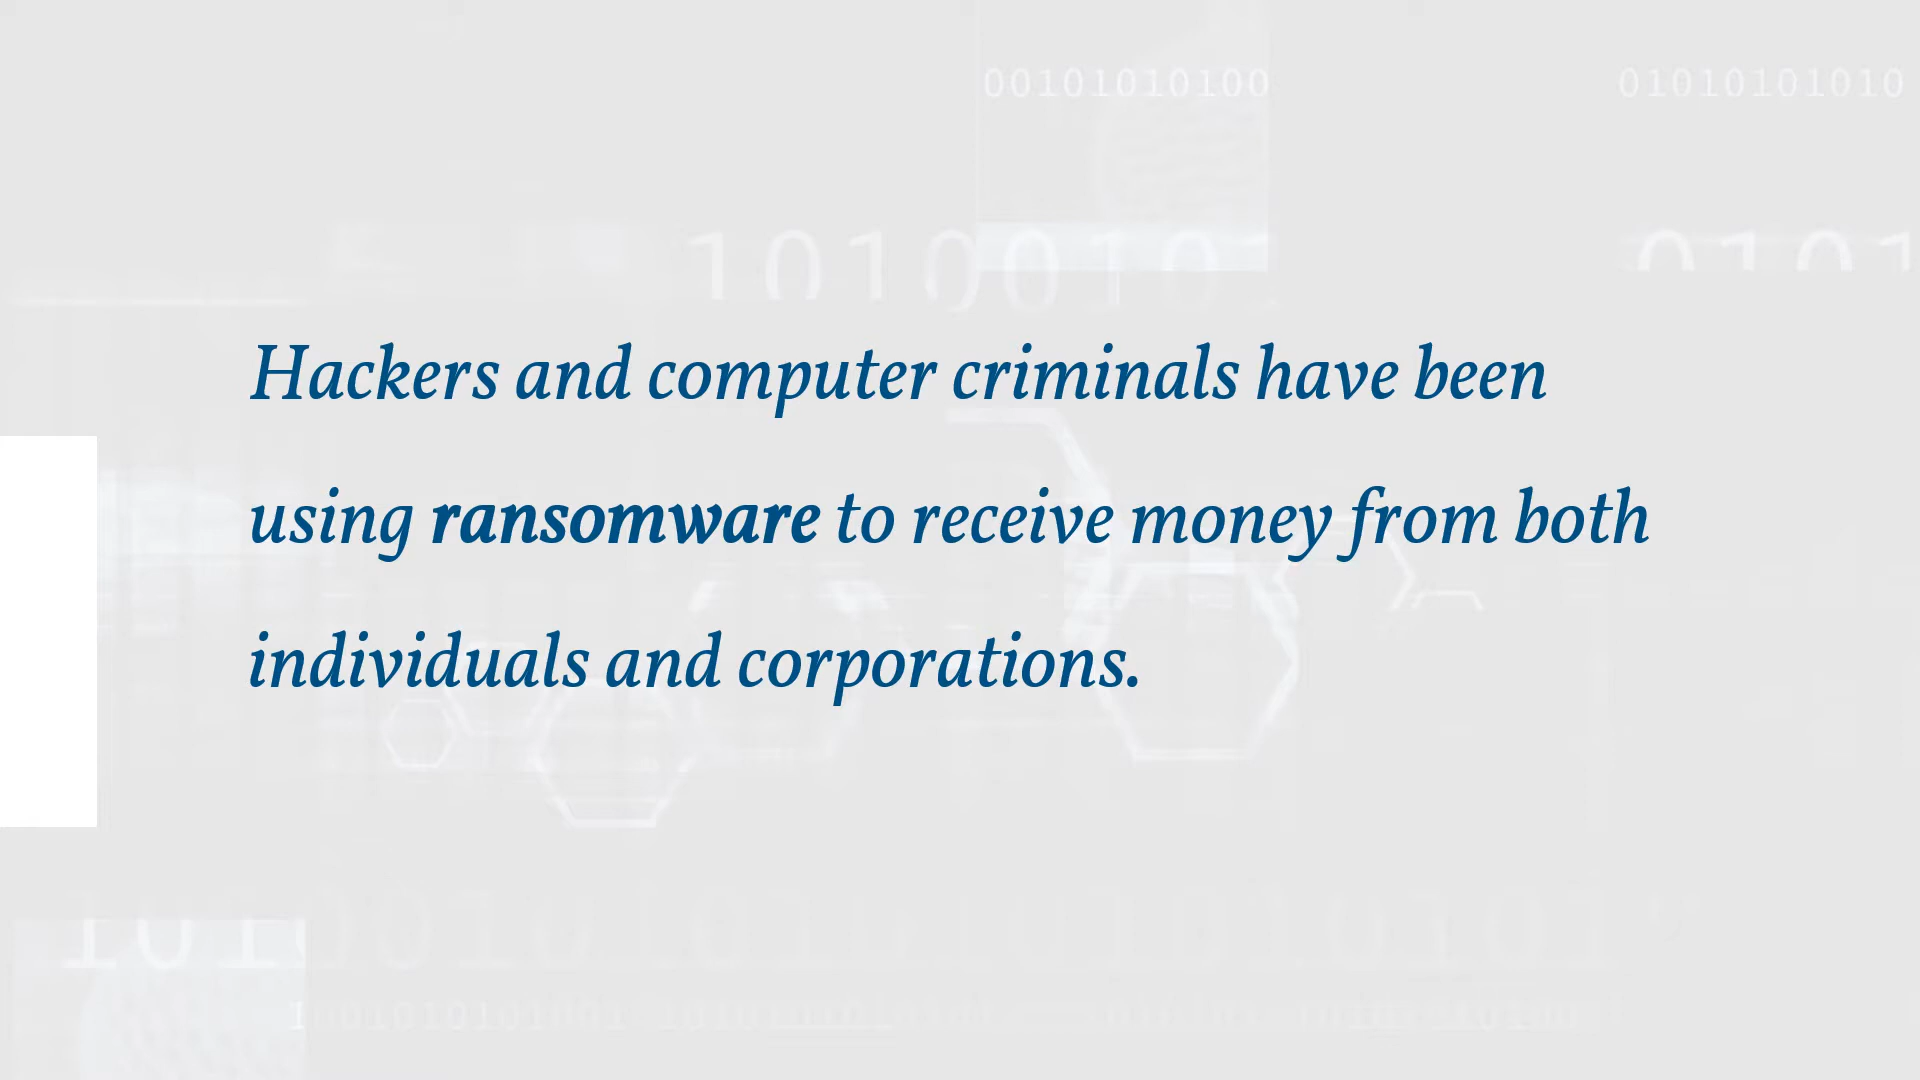 00101010100 01010101010
Hackers and computer criminals have been
using ransomware to receive money from both
individuals and corporations.